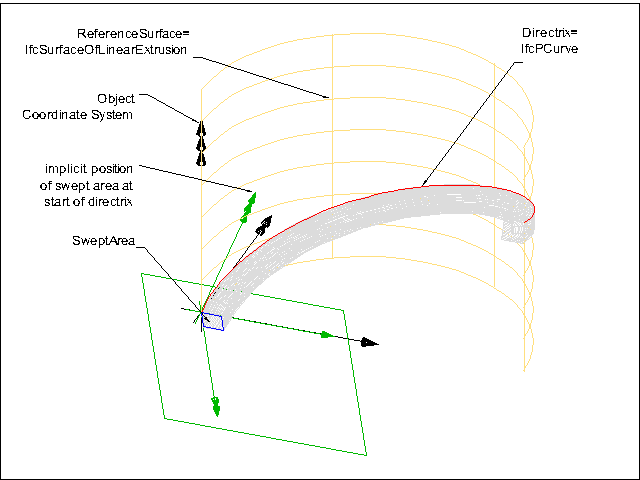 ReferenceSurface=
IfcSurfaceOfLinearExtrusion
Directrix=
IfcPCurve
Object
Coordinate System
implicit position
of swept area at
start of directrix
SweptArea